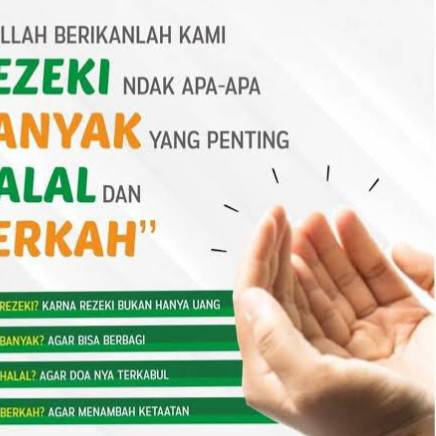 LLAH BERIKANLAH KAMI
EZEKI NDAK APA-APA
ANYAK YANG PENTING
ALAL DAN
ERKAH”
REZEKI? KARNA REZEKI BUKAN HANYA UANG
BANYAK? AGAR BISA BERBAGI
HALAL? AGAR DOA NYA TERKABUL
BERKAH? AGAR MENAMBAH KETAATAN